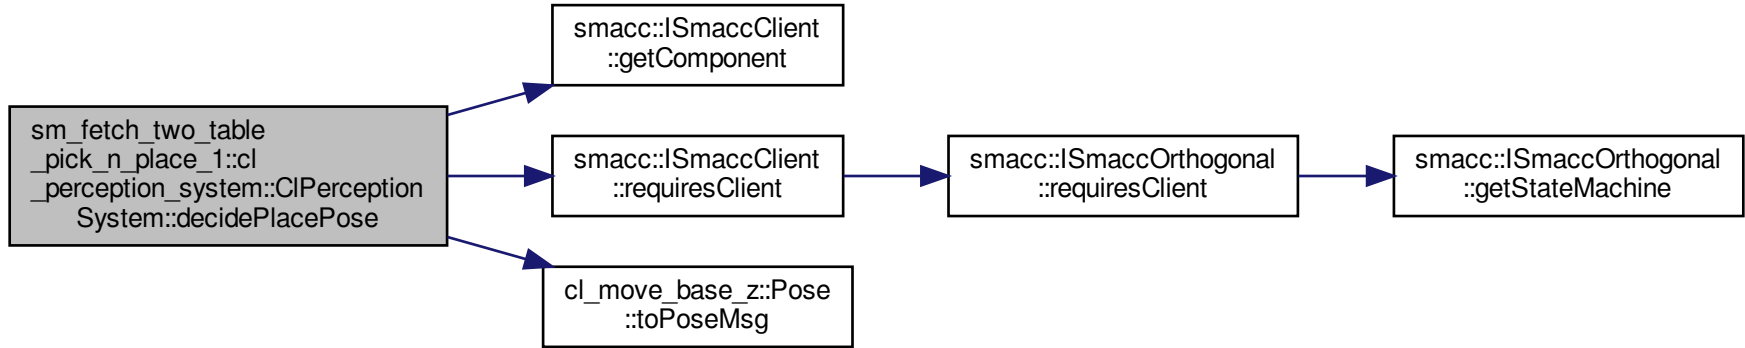 smacc::ISmaccClient
::getComponent
sm_fetch_two_table
_pick_n_place_1::cl
_perception_system::ClPerception
System::decidePlacePose
smacc::ISmaccClient
::requiresClient
smacc::ISmaccOrthogonal
::requiresClient
smacc::ISmaccOrthogonal
::getStateMachine
cl_move_base_z::Pose
::toPoseMsg